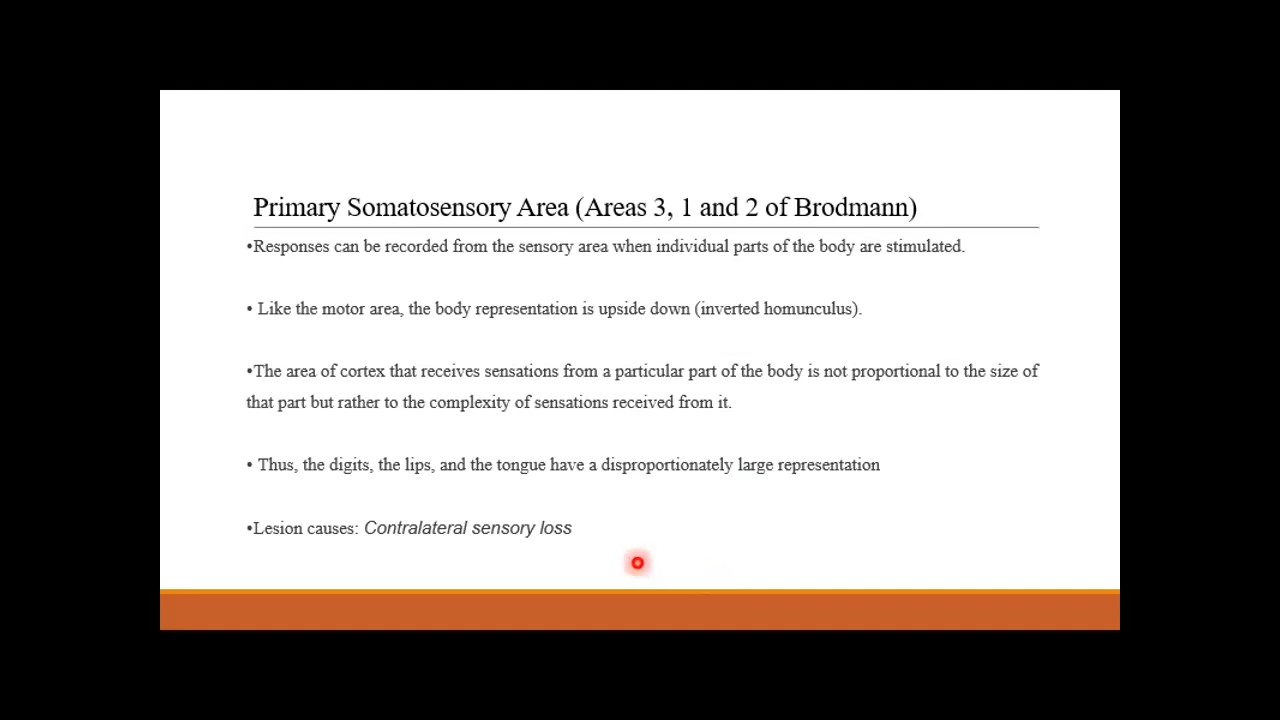 Primary Somatosensory Area (Areas 3, 1 and 2 of Brodmann)
•Responses can be recorded from the sensory area when individual parts of the body are stimulated.
• Like the motor area, the body representation is upside down (inverted homunculus).
•The area of cortex that receives sensations from a particular part of the body is not proportional to the size of
that part but rather to the complexity of sensations received from it.
• Thus, the digits, the lips, and the tongue have a disproportionately large representation
•Lesion causes: Contralateral sensory loss